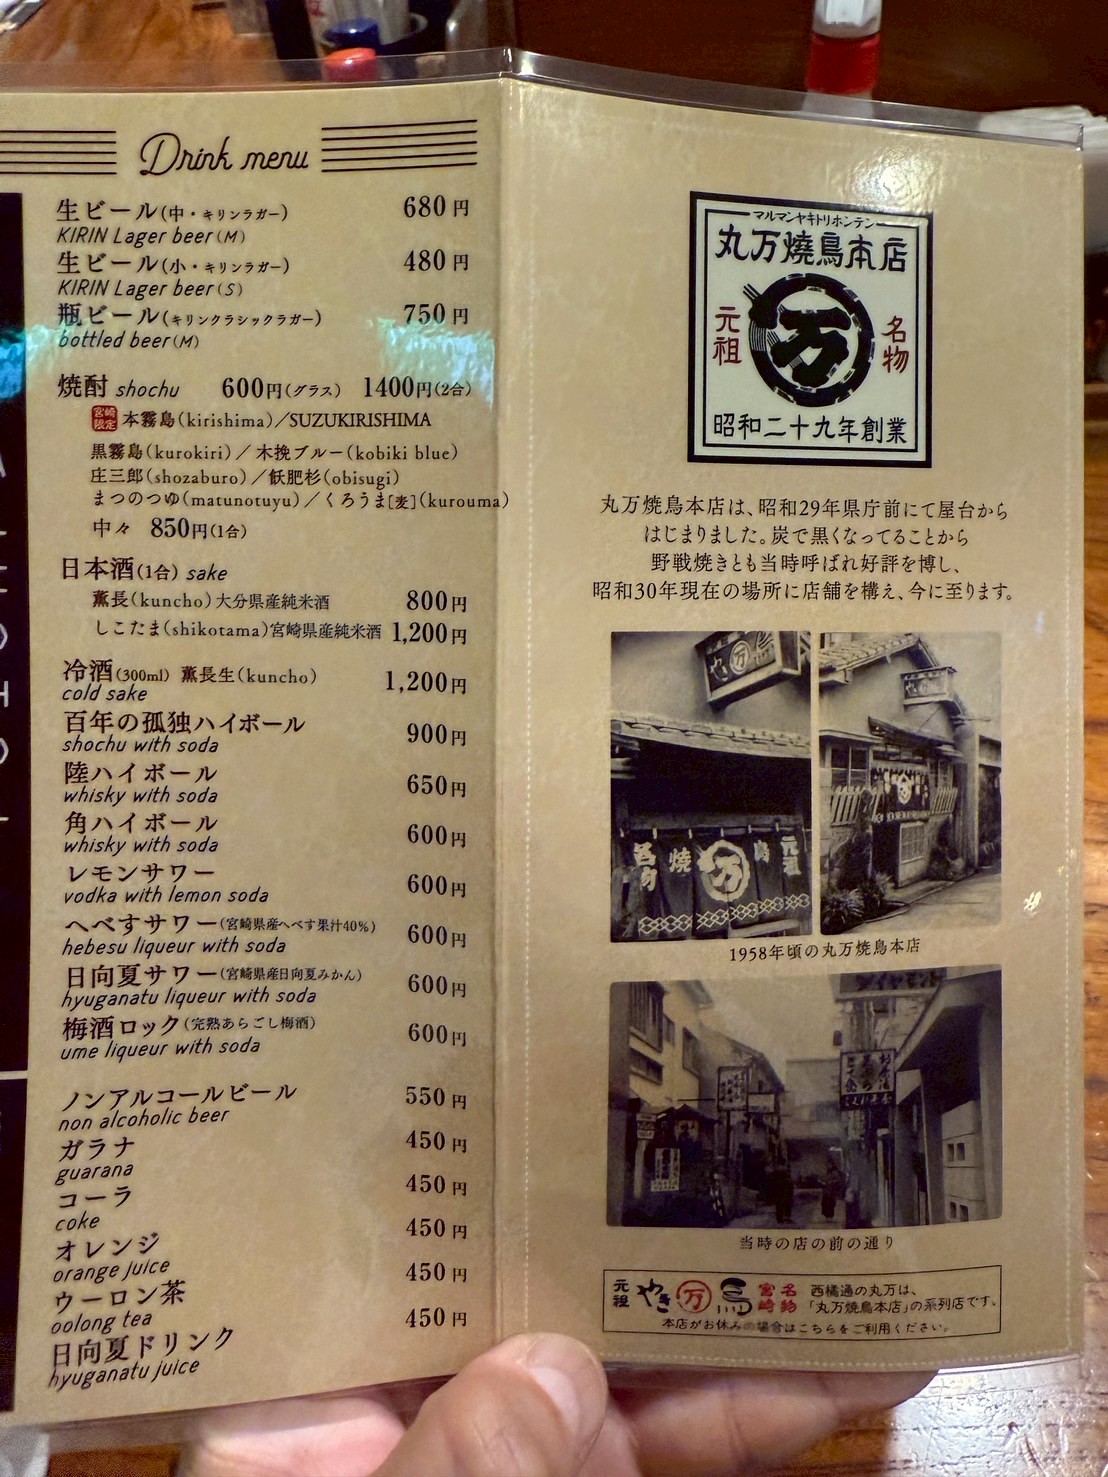 Drink menu
生ビール(中・キリンラガー) 680円
KIRIN Lager beer(M)
生ビール(小・キリンラガー) 480円
KIRIN Lager beer(S)
瓶ビール(キリンクラシックラガー) 750円
bottled beer(M)
焼酎 shochu 600円(グラス) 1400円(2合)
宮崎限定 本霧島(kirishima)／SUZUKIRISHIMA
黒霧島(kurokiri)／木挽ブルー(kobiki blue)
庄三郎(shozaburo)／飫肥杉(obisugi)
まつのつゆ(matunotuyu)／くろうま[麦](kurouma)
中々 850円(1合)
日本酒(1合) sake
薫長(kuncho)大分県産純米酒 800円
しこたま(shikotama)宮崎県産純米酒 1,200円
冷酒(300ml) 薫長生(kuncho) 1,200円
cold sake
百年の孤独ハイボール 900円
shochu with soda
陸ハイボール 650円
whisky with soda
角ハイボール 600円
whisky with soda
レモンサワー 600円
vodka with lemon soda
へべすサワー(宮崎県産へべす果汁40%) 600円
hebesu liqueur with soda
日向夏サワー(宮崎県産日向夏みかん) 600円
hyuganatu liqueur with soda
梅酒ロック(完熟あらごし梅酒) 600円
ume liqueur with soda
ノンアルコールビール 550円
non alcoholic beer
ガラナ 450円
guarana
コーラ 450円
coke
オレンジ 450円
orange juice
ウーロン茶 450円
oolong tea
日向夏ドリンク 450円
hyuganatu juice
マルマンヤキトリホンテン
丸万焼鳥本店
元祖
万
名物
昭和二十九年創業
丸万焼鳥本店は、昭和29年県庁前にて屋台から
はじまりました。炭で黒くなってることから
野戦焼きとも当時呼ばれ好評を博し、
昭和30年現在の場所に店舗を構え、今に至ります。
や万鳥
名物 焼 万 鳥 元祖
1958年頃の丸万焼鳥本店
当時の店の前の通り
元祖 やき 万 鳥 宮崎名物
西橘通の丸万は、
「丸万焼鳥本店」の系列店です。
本店がお休みの場合はこちらをご利用ください。